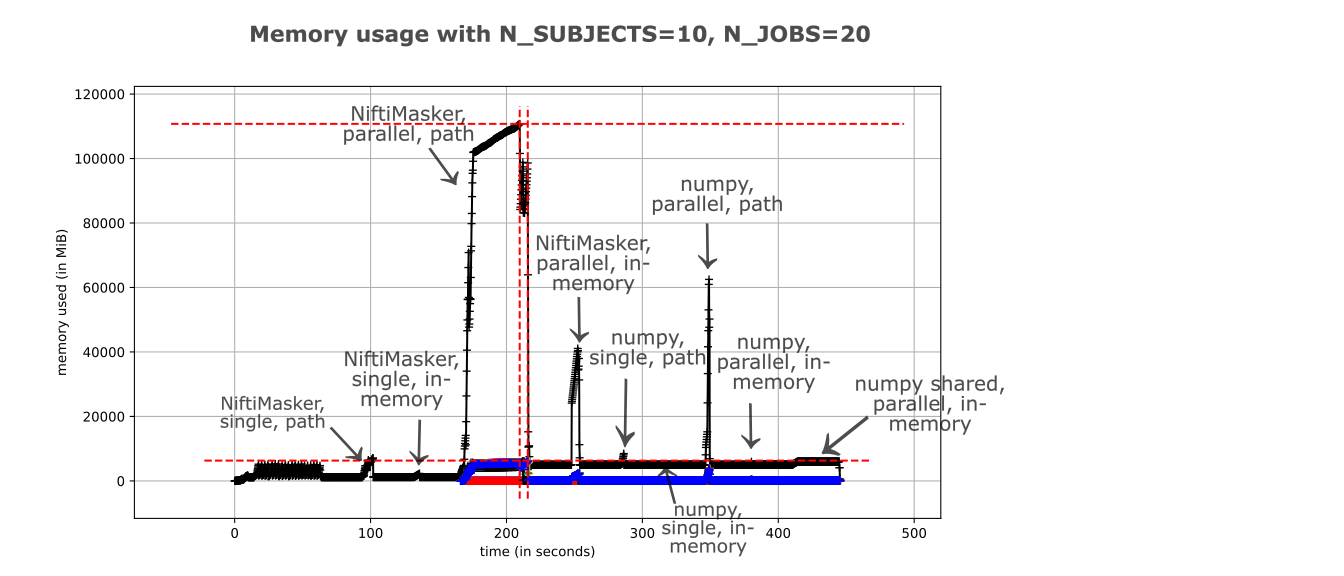 Memory usage with N_SUBJECTS=10, N_JOBS=20
120000
100000
80000
60000
40000
20000
0
memory used (in MiB)
NiftiMasker,
parallel, path
numpy,
parallel, path
NiftiMasker,
parallel, in-
memory
numpy,
single, path
numpy,
parallel, in-
memory
NiftiMasker,
single, in-
memory
numpy shared,
parallel, in-
memory
NiftiMasker,
single, path
numpy,
single, in-
memory
0
100
200
300
400
500
time (in seconds)